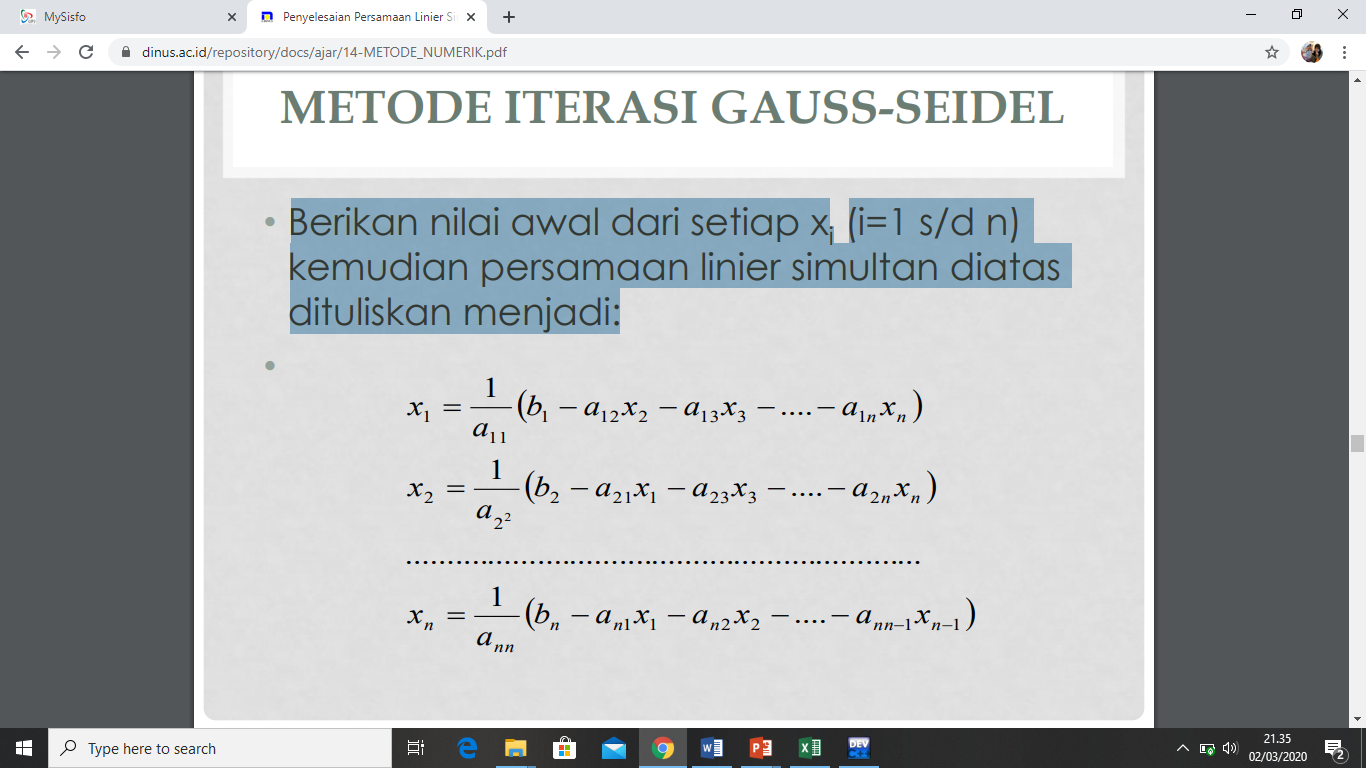 MySisfo
Penyelesaian Persamaan Linier Si
dinus.ac.id/repository/docs/ajar/14-METODE_NUMERIK.pdf
METODE ITERASI GAUSS-SEIDEL
• Berikan nilai awal dari setiap xᵢ (i=1 s/d n)
kemudian persamaan linier simultan diatas
dituliskan menjadi:
•
x₁ = 1/a₁₁ (b₁ − a₁₂x₂ − a₁₃x₃ − .... − a₁ₙxₙ)
x₂ = 1/a₂² (b₂ − a₂₁x₁ − a₂₃x₃ − .... − a₂ₙxₙ)
..............................................................
xₙ = 1/aₙₙ (bₙ − aₙ₁x₁ − aₙ₂x₂ − .... − aₙₙ₋₁xₙ₋₁)
Type here to search
DEV
21.35
02/03/2020
2